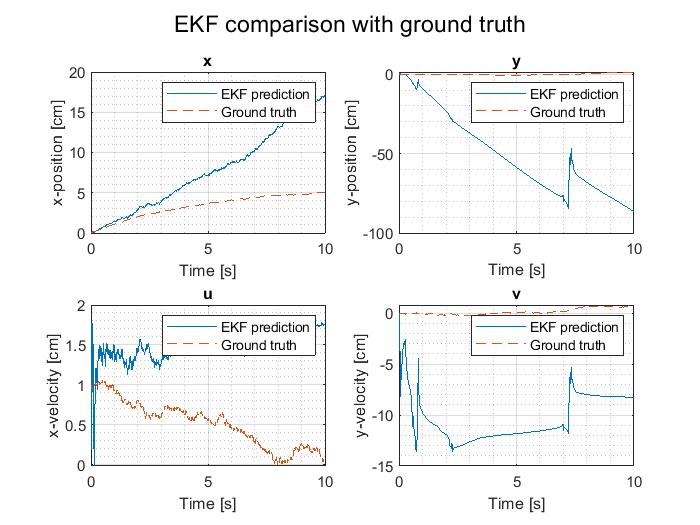 EKF comparison with ground truth
x
20
15
10
5
0
0
5
10
x-position [cm]
Time [s]
EKF prediction
Ground truth
y
0
-50
-100
0
5
10
y-position [cm]
Time [s]
EKF prediction
Ground truth
u
2
1.5
1
0.5
0
0
5
10
x-velocity [cm]
Time [s]
EKF prediction
Ground truth
v
0
-5
-10
-15
0
5
10
y-velocity [cm]
Time [s]
EKF prediction
Ground truth